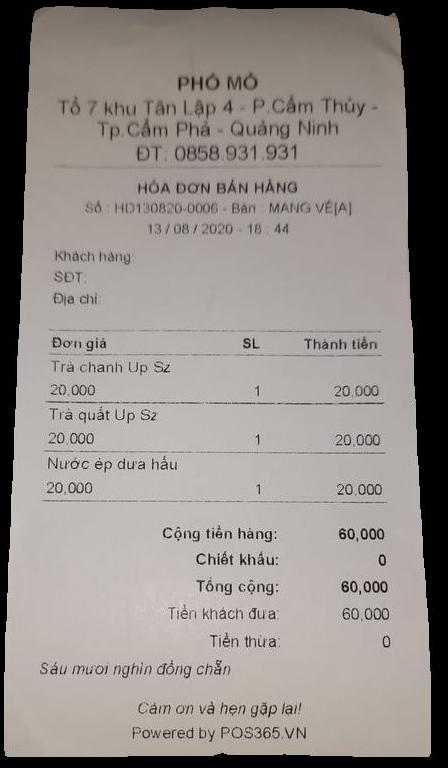 PHỐ MỎ
Tổ 7 khu Tân Lập 4 - P.Cẩm Thủy -
Tp.Cẩm Phả - Quảng Ninh
ĐT: 0858.931.931
HÓA ĐƠN BÁN HÀNG
Số : HD130820-0006 - Bàn : MANG VỀ[A]
13 / 08 / 2020 - 18 : 44
Khách hàng:
SĐT:
Địa chỉ:
Đơn giá SL Thành tiền
Trà chanh Up Sz
20,000 1 20,000
Trà quất Up Sz
20,000 1 20,000
Nước ép dưa hấu
20,000 1 20,000
Cộng tiền hàng: 60,000
Chiết khấu: 0
Tổng cộng: 60,000
Tiền khách đưa: 60,000
Tiền thừa: 0
Sáu mươi nghìn đồng chẵn
Cảm ơn và hẹn gặp lại!
Powered by POS365.VN